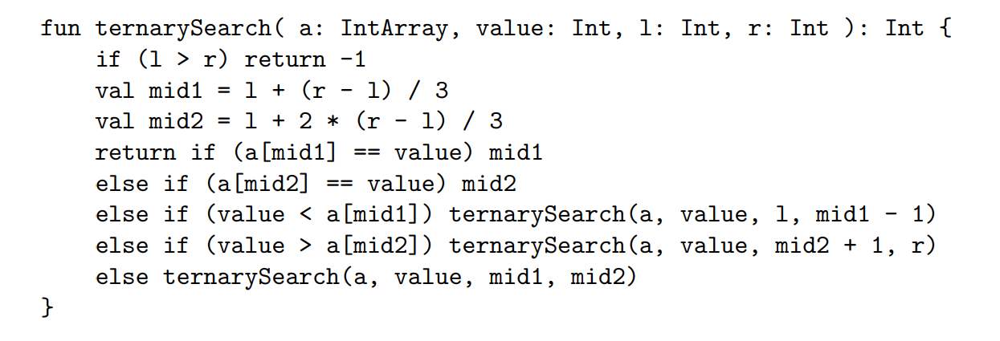 fun ternarySearch( a: IntArray, value: Int, l: Int, r: Int ): Int {
    if (l > r) return -1
    val mid1 = l + (r - l) / 3
    val mid2 = l + 2 * (r - l) / 3
    return if (a[mid1] == value) mid1
    else if (a[mid2] == value) mid2
    else if (value < a[mid1]) ternarySearch(a, value, l, mid1 - 1)
    else if (value > a[mid2]) ternarySearch(a, value, mid2 + 1, r)
    else ternarySearch(a, value, mid1, mid2)
}